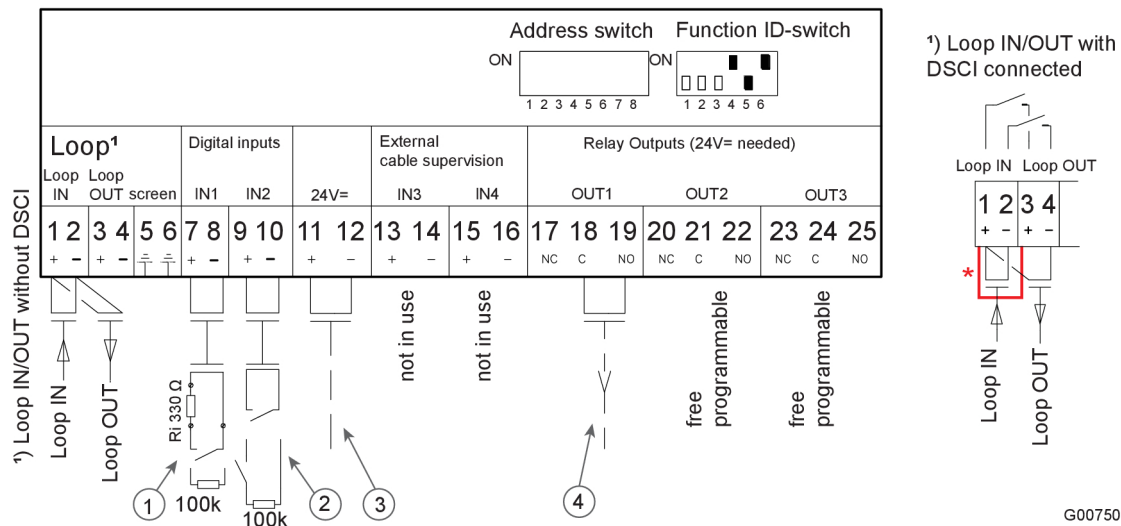 Address switch Function ID-switch
ON ON
1 2 3 4 5 6 7 8 1 2 3 4 5 6
Loop¹ Digital inputs External Relay Outputs (24V= needed)
cable supervision
Loop Loop
IN OUT screen IN1 IN2 24V= IN3 IN4 OUT1 OUT2 OUT3
1 2 3 4 5 6 7 8 9 10 11 12 13 14 15 16 17 18 19 20 21 22 23 24 25
+ − + − + − + − + − + − + − NC C NO NC C NO NC C NO
¹) Loop IN/OUT without DSCI
Loop IN
Loop OUT
Ri 330 Ω
100k
100k
1
2
3
not in use
not in use
4
free
programmable
free
programmable
¹) Loop IN/OUT with
DSCI connected
Loop IN Loop OUT
1 2 3 4
+ − + −
*
Loop IN
Loop OUT
G00750